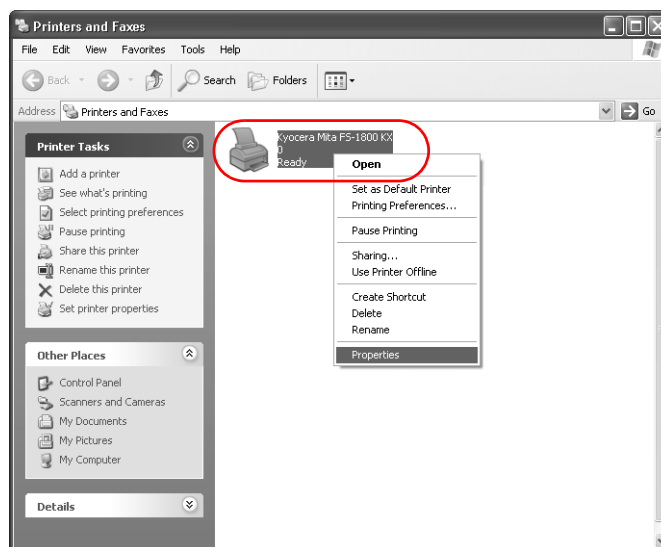 Printers and Faxes
File Edit View Favorites Tools Help
Back Search Folders
Address Printers and Faxes Go
Printer Tasks
Add a printer
See what's printing
Select printing preferences
Pause printing
Share this printer
Rename this printer
Delete this printer
Set printer properties
Other Places
Control Panel
Scanners and Cameras
My Documents
My Pictures
My Computer
Details
Kyocera Mita FS-1800 KX
0
Ready
Open
Set as Default Printer
Printing Preferences...
Pause Printing
Sharing...
Use Printer Offline
Create Shortcut
Delete
Rename
Properties